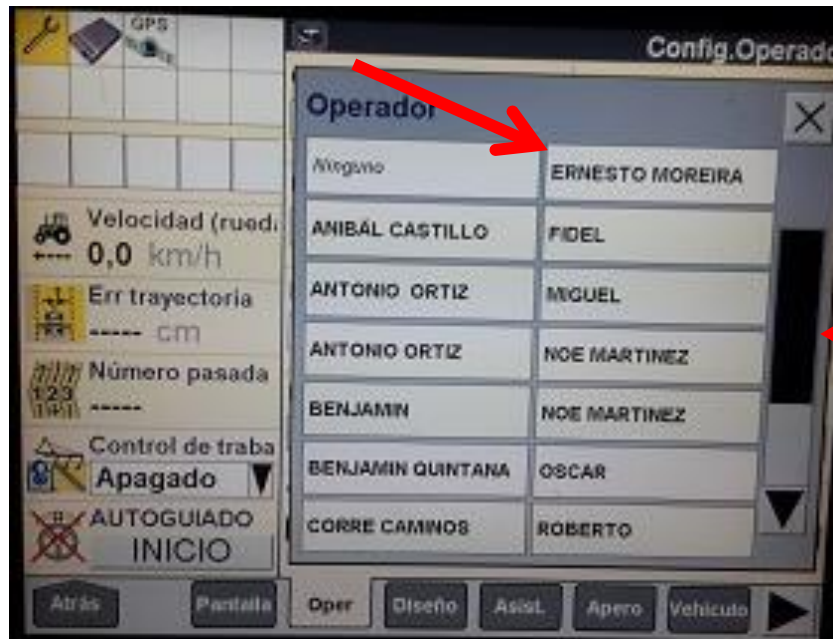 GPS
Config.Operado
Operador
Ninguno
ERNESTO MOREIRA
ANIBAL CASTILLO
FIDEL
ANTONIO ORTIZ
MIGUEL
ANTONIO ORTIZ
NOE MARTINEZ
BENJAMIN
NOE MARTINEZ
BENJAMIN QUINTANA
OSCAR
CORRE CAMINOS
ROBERTO
Velocidad (rued
0,0 km/h
Err trayectoria
----- cm
Número pasada
123
-----
Control de traba
Apagado
AUTOGUIADO
INICIO
Atrás
Pantalla
Oper
Diseño
Asist.
Apero
Vehículo